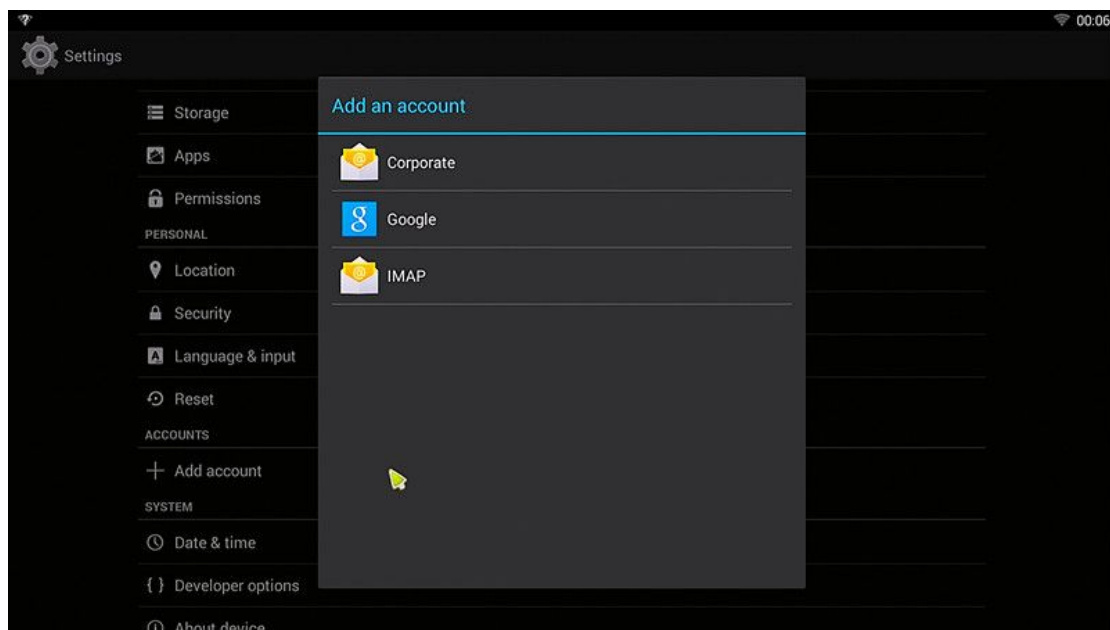 00:06
Settings
Storage
Apps
Permissions
PERSONAL
Location
Security
Language & input
Reset
ACCOUNTS
Add account
SYSTEM
Date & time
Developer options
About device
Add an account
Corporate
Google
IMAP